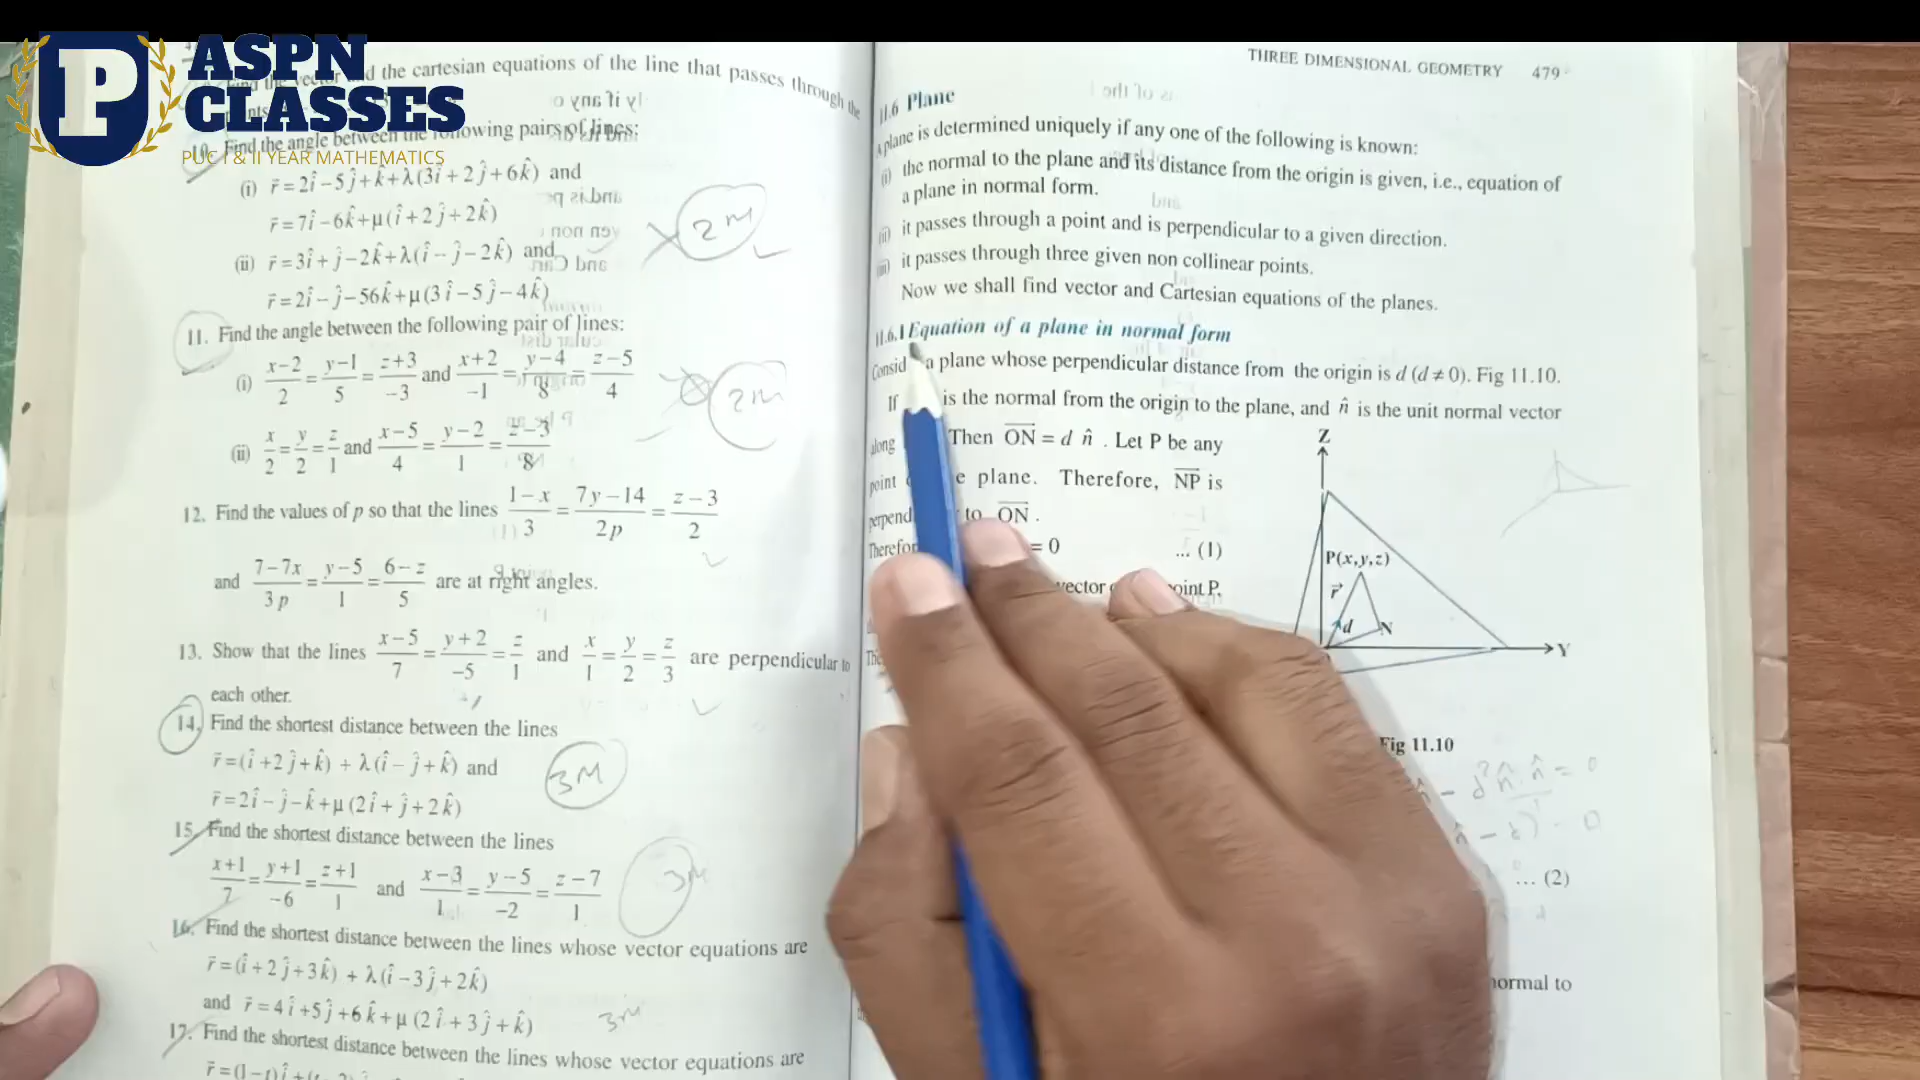 ASPN
CLASSES
PUC I & II YEAR MATHEMATICS
the cartesian equations of the line that passes through the
10. Find the angle between the following pairs of lines:
(i) r̄=2î−5ĵ+k̂+λ(3î+2ĵ+6k̂) and
r̄=7î−6k̂+μ(î+2ĵ+2k̂)
(ii) r̄=3î+ĵ−2k̂+λ(î−ĵ−2k̂) and
r̄=2î−ĵ−56k̂+μ(3î−5ĵ−4k̂)
2M
11. Find the angle between the following pair of lines:
(i) (x−2)/2 = (y−1)/5 = (z+3)/−3 and (x+2)/−1 = (y−4)/8 = (z−5)/4
2M
(ii) x/2 = y/2 = z/1 and (x−5)/4 = (y−2)/1 = (z−3)/8
12. Find the values of p so that the lines (1−x)/3 = (7y−14)/2p = (z−3)/2
and (7−7x)/3p = (y−5)/1 = (6−z)/5 are at right angles.
13. Show that the lines (x−5)/7 = (y+2)/−5 = z/1 and x/1 = y/2 = z/3 are perpendicular to
each other.
14. Find the shortest distance between the lines
r̄=(î+2ĵ+k̂) + λ(î−ĵ+k̂) and
3M
r̄=2î−ĵ−k̂+μ(2î+ĵ+2k̂)
15. Find the shortest distance between the lines
(x+1)/7 = (y+1)/−6 = (z+1)/1 and (x−3)/1 = (y−5)/−2 = (z−7)/1
3M
16. Find the shortest distance between the lines whose vector equations are
r̄=(î+2ĵ+3k̂) + λ(î−3ĵ+2k̂)
and r̄=4î+5ĵ+6k̂+μ(2î+3ĵ+k̂)
3M
17. Find the shortest distance between the lines whose vector equations are
THREE DIMENSIONAL GEOMETRY 479
11.6 Plane
A plane is determined uniquely if any one of the following is known:
(i) the normal to the plane and its distance from the origin is given, i.e., equation of
a plane in normal form.
(ii) it passes through a point and is perpendicular to a given direction.
(iii) it passes through three given non collinear points.
Now we shall find vector and Cartesian equations of the planes.
11.6.1 Equation of a plane in normal form
Consid a plane whose perpendicular distance from the origin is d (d ≠ 0). Fig 11.10.
If is the normal from the origin to the plane, and n̂ is the unit normal vector
along Then ON = d n̂ . Let P be any
point e plane. Therefore, NP is
perpend to ON .
Therefor = 0 ... (1)
vector oint P,
Z
P(x,y,z)
r̄
d
N
Y
Fig 11.10
... (2)
normal to